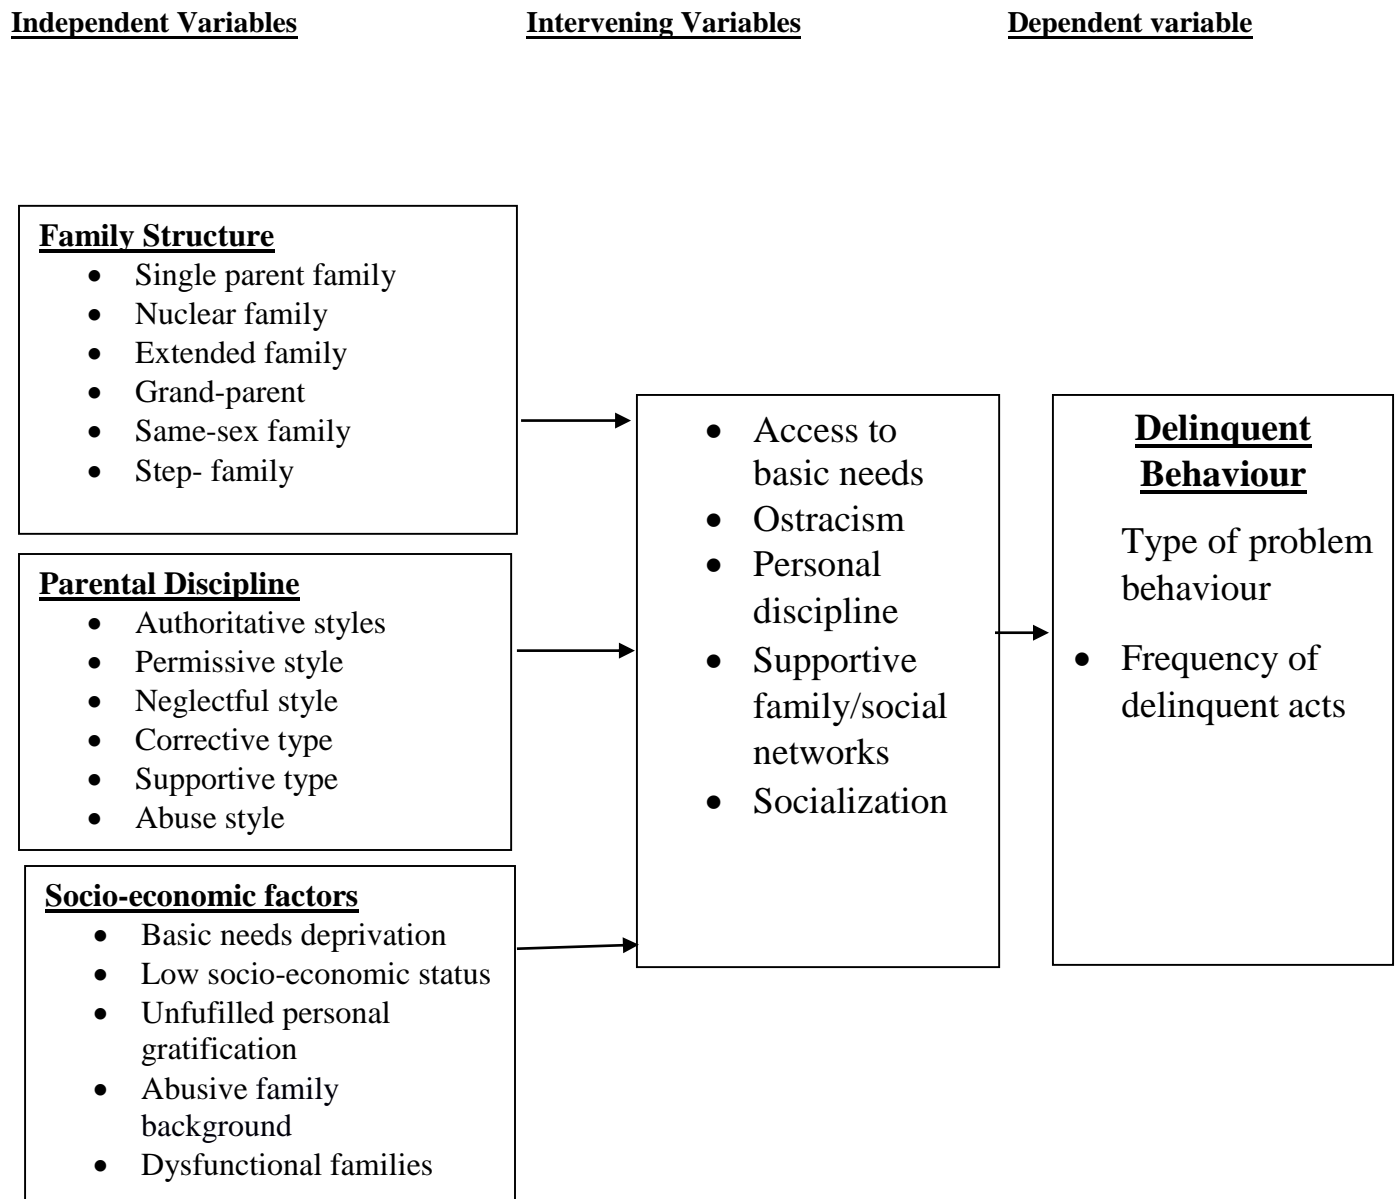 Independent Variables
Intervening Variables
Dependent variable
Family Structure
• Single parent family
• Nuclear family
• Extended family
• Grand-parent
• Same-sex family
• Step- family
Parental Discipline
• Authoritative styles
• Permissive style
• Neglectful style
• Corrective type
• Supportive type
• Abuse style
Socio-economic factors
• Basic needs deprivation
• Low socio-economic status
• Unfufilled personal
gratification
• Abusive family
background
• Dysfunctional families
• Access to
basic needs
• Ostracism
• Personal
discipline
• Supportive
family/social
networks
• Socialization
Delinquent
Behaviour
Type of problem
behaviour
• Frequency of
delinquent acts